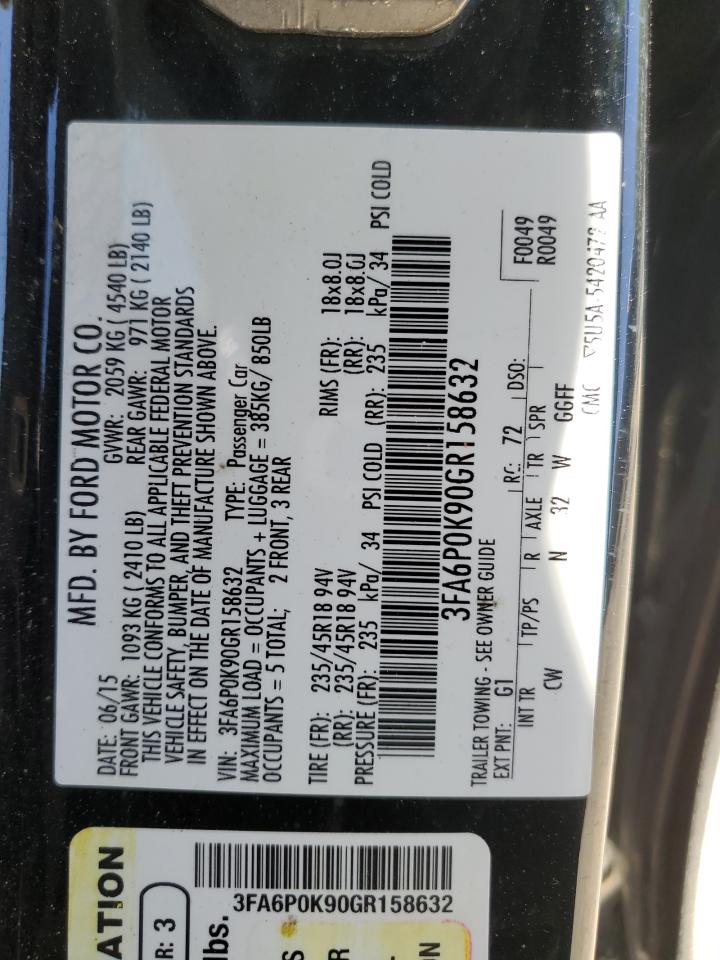 MFD. BY FORD MOTOR CO.
DATE: 06/15 GVWR: 2059 KG ( 4540 LB)
FRONT GAWR: 1093 KG ( 2410 LB) REAR GAWR: 971 KG ( 2140 LB)
THIS VEHICLE CONFORMS TO ALL APPLICABLE FEDERAL MOTOR
VEHICLE SAFETY, BUMPER, AND THEFT PREVENTION STANDARDS
IN EFFECT ON THE DATE OF MANUFACTURE SHOWN ABOVE.
VIN: 3FA6P0K90GR158632 TYPE: Passenger Car
MAXIMUM LOAD = OCCUPANTS + LUGGAGE = 385KG/ 850LB
OCCUPANTS = 5 TOTAL; 2 FRONT, 3 REAR
TIRE (FR): 235/45R18 94V RIMS (FR): 18x8.0J
(RR): 235/45R18 94V (RR): 18x8.0J
PRESSURE (FR): 235 kPa/ 34 PSI COLD (RR): 235 kPa/ 34 PSI COLD
3FA6P0K90GR158632
TRAILER TOWING - SEE OWNER GUIDE
EXT PNT: G1 RC: 72 DSO: F0049
R0049
INT TR TP/PS R AXLE TR SPR
CW N 32 W GGFF
ATION
R: 3
lbs.
3FA6P0K90GR158632